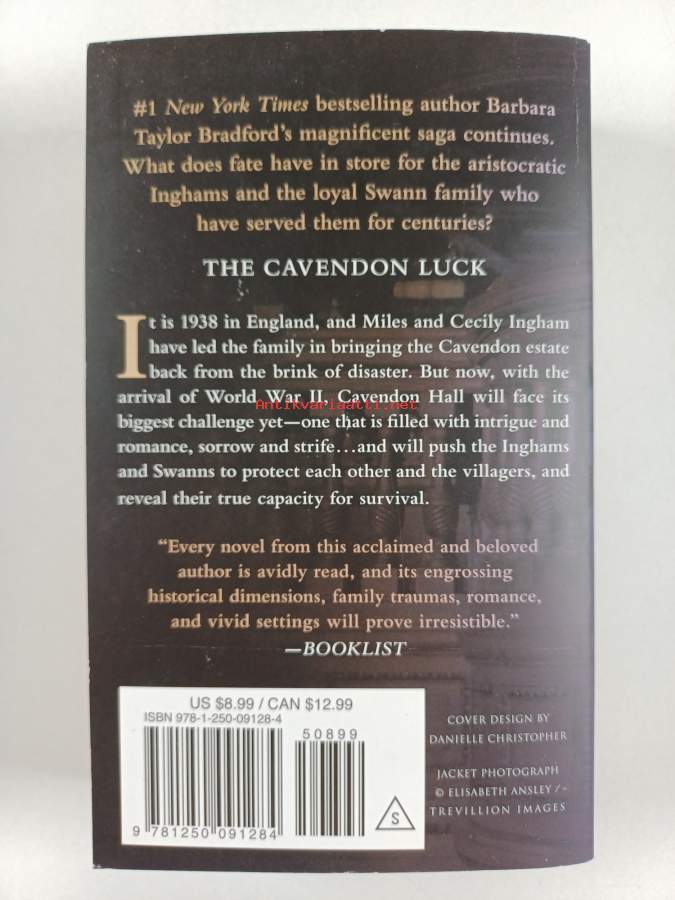 #1 New York Times bestselling author Barbara
Taylor Bradford's magnificent saga continues.
What does fate have in store for the aristocratic
Inghams and the loyal Swann family who
have served them for centuries?
THE CAVENDON LUCK
It is 1938 in England, and Miles and Cecily Ingham
have led the family in bringing the Cavendon estate
back from the brink of disaster. But now, with the
arrival of World War II, Cavendon Hall will face its
Antikvariaatti.net
biggest challenge yet—one that is filled with intrigue and
romance, sorrow and strife…and will push the Inghams
and Swanns to protect each other and the villagers, and
reveal their true capacity for survival.
“Every novel from this acclaimed and beloved
author is avidly read, and its engrossing
historical dimensions, family traumas, romance,
and vivid settings will prove irresistible.”
—BOOKLIST
US $8.99 / CAN $12.99
ISBN 978-1-250-09128-4
50899
9 781250 091284
S
COVER DESIGN BY
DANIELLE CHRISTOPHER
JACKET PHOTOGRAPH
© ELISABETH ANSLEY /-
TREVILLION IMAGES